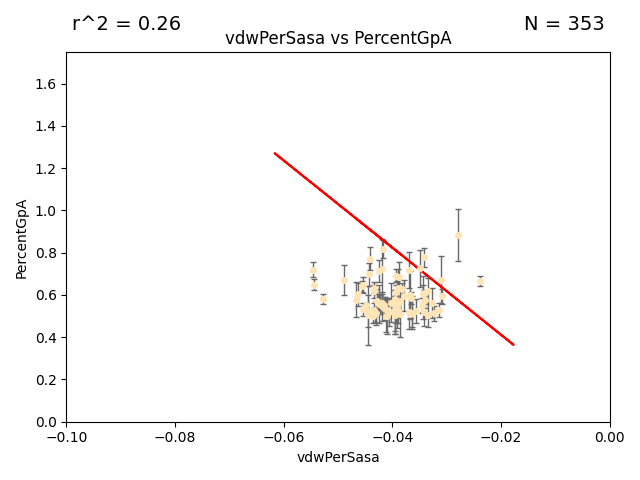 r^2 = 0.26
N = 353
vdwPerSasa vs PercentGpA
1.6
1.4
1.2
1.0
0.8
0.6
0.4
0.2
0.0
PercentGpA
−0.10 −0.08 −0.06 −0.04 −0.02 0.00
vdwPerSasa